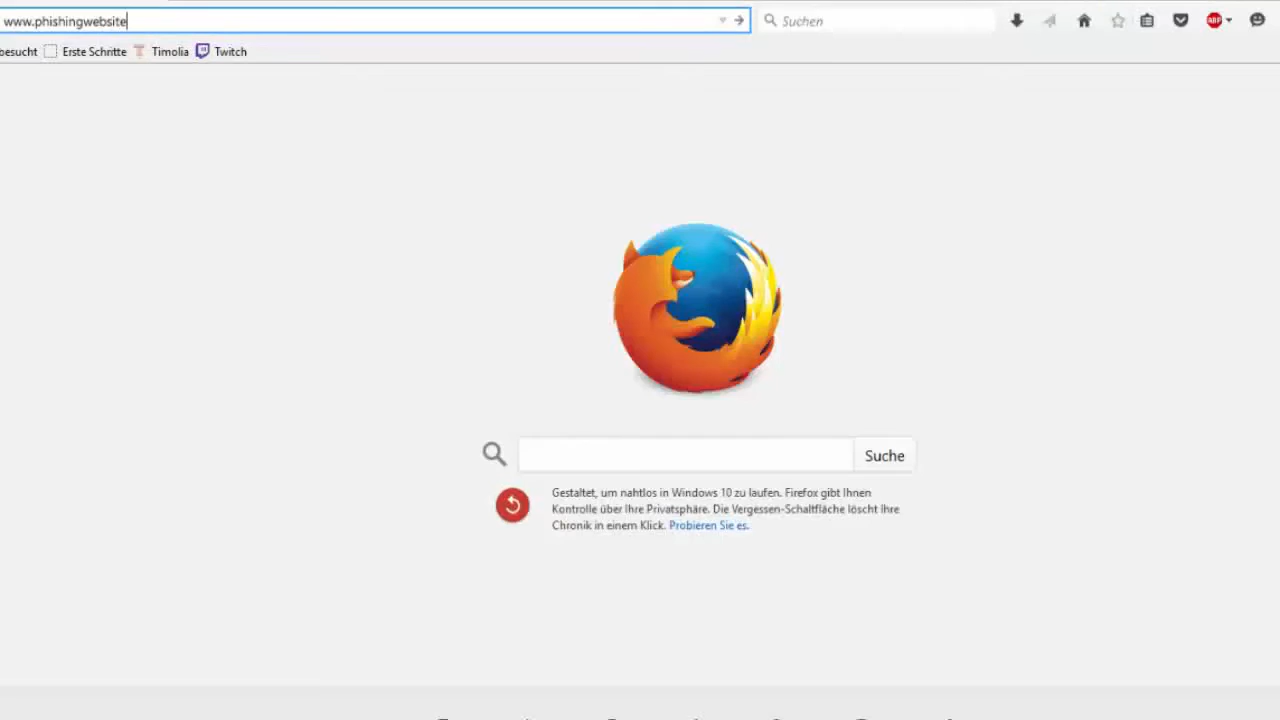 www.phishingwebsite
Suchen
besucht Erste Schritte Timolia Twitch
ABP
Suche
Gestaltet, um nahtlos in Windows 10 zu laufen. Firefox gibt Ihnen
Kontrolle über Ihre Privatsphäre. Die Vergessen-Schaltfläche löscht Ihre
Chronik in einem Klick. Probieren Sie es.